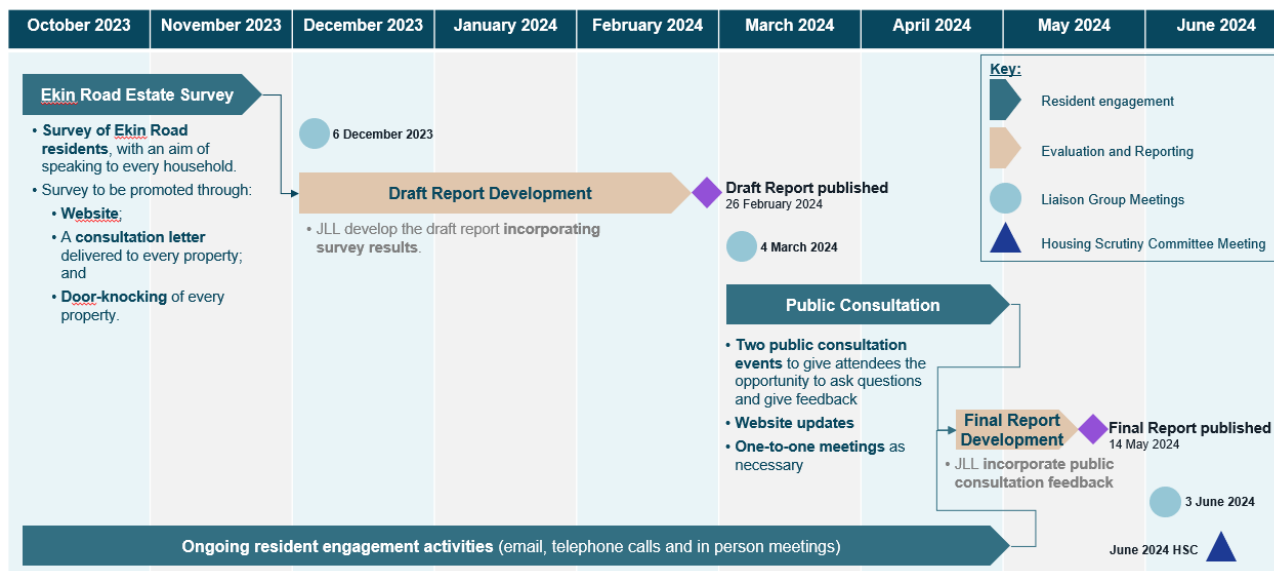 October 2023
November 2023
December 2023
January 2024
February 2024
March 2024
April 2024
May 2024
June 2024
Key:
Resident engagement
Evaluation and Reporting
Liaison Group Meetings
Housing Scrutiny Committee Meeting
Ekin Road Estate Survey
• Survey of Ekin Road
residents, with an aim of
speaking to every household.
• Survey to be promoted through:
• Website;
• A consultation letter
delivered to every property;
and
• Door-knocking of every
property.
6 December 2023
Draft Report Development
• JLL develop the draft report incorporating
survey results.
Draft Report published
26 February 2024
4 March 2024
Public Consultation
• Two public consultation
events to give attendees the
opportunity to ask questions
and give feedback
• Website updates
• One-to-one meetings as
necessary
Final Report
Development
• JLL incorporate public
consultation feedback
Final Report published
14 May 2024
3 June 2024
Ongoing resident engagement activities (email, telephone calls and in person meetings)
June 2024 HSC